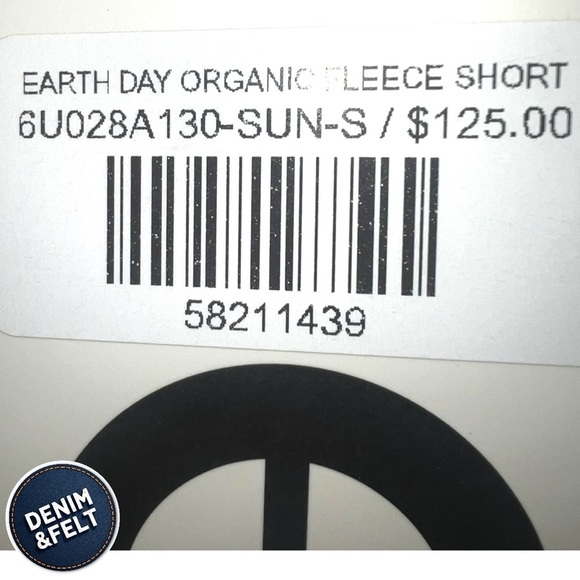 EARTH DAY ORGANIC FLEECE SHORT
6U028A130-SUN-S / $125.00
58211439
DENIM
&FELT